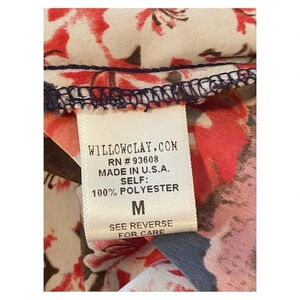 WILLOWCLAY.COM
RN # 93608
MADE IN U.S.A.
SELF:
100% POLYESTER
M
SEE REVERSE
FOR CARE